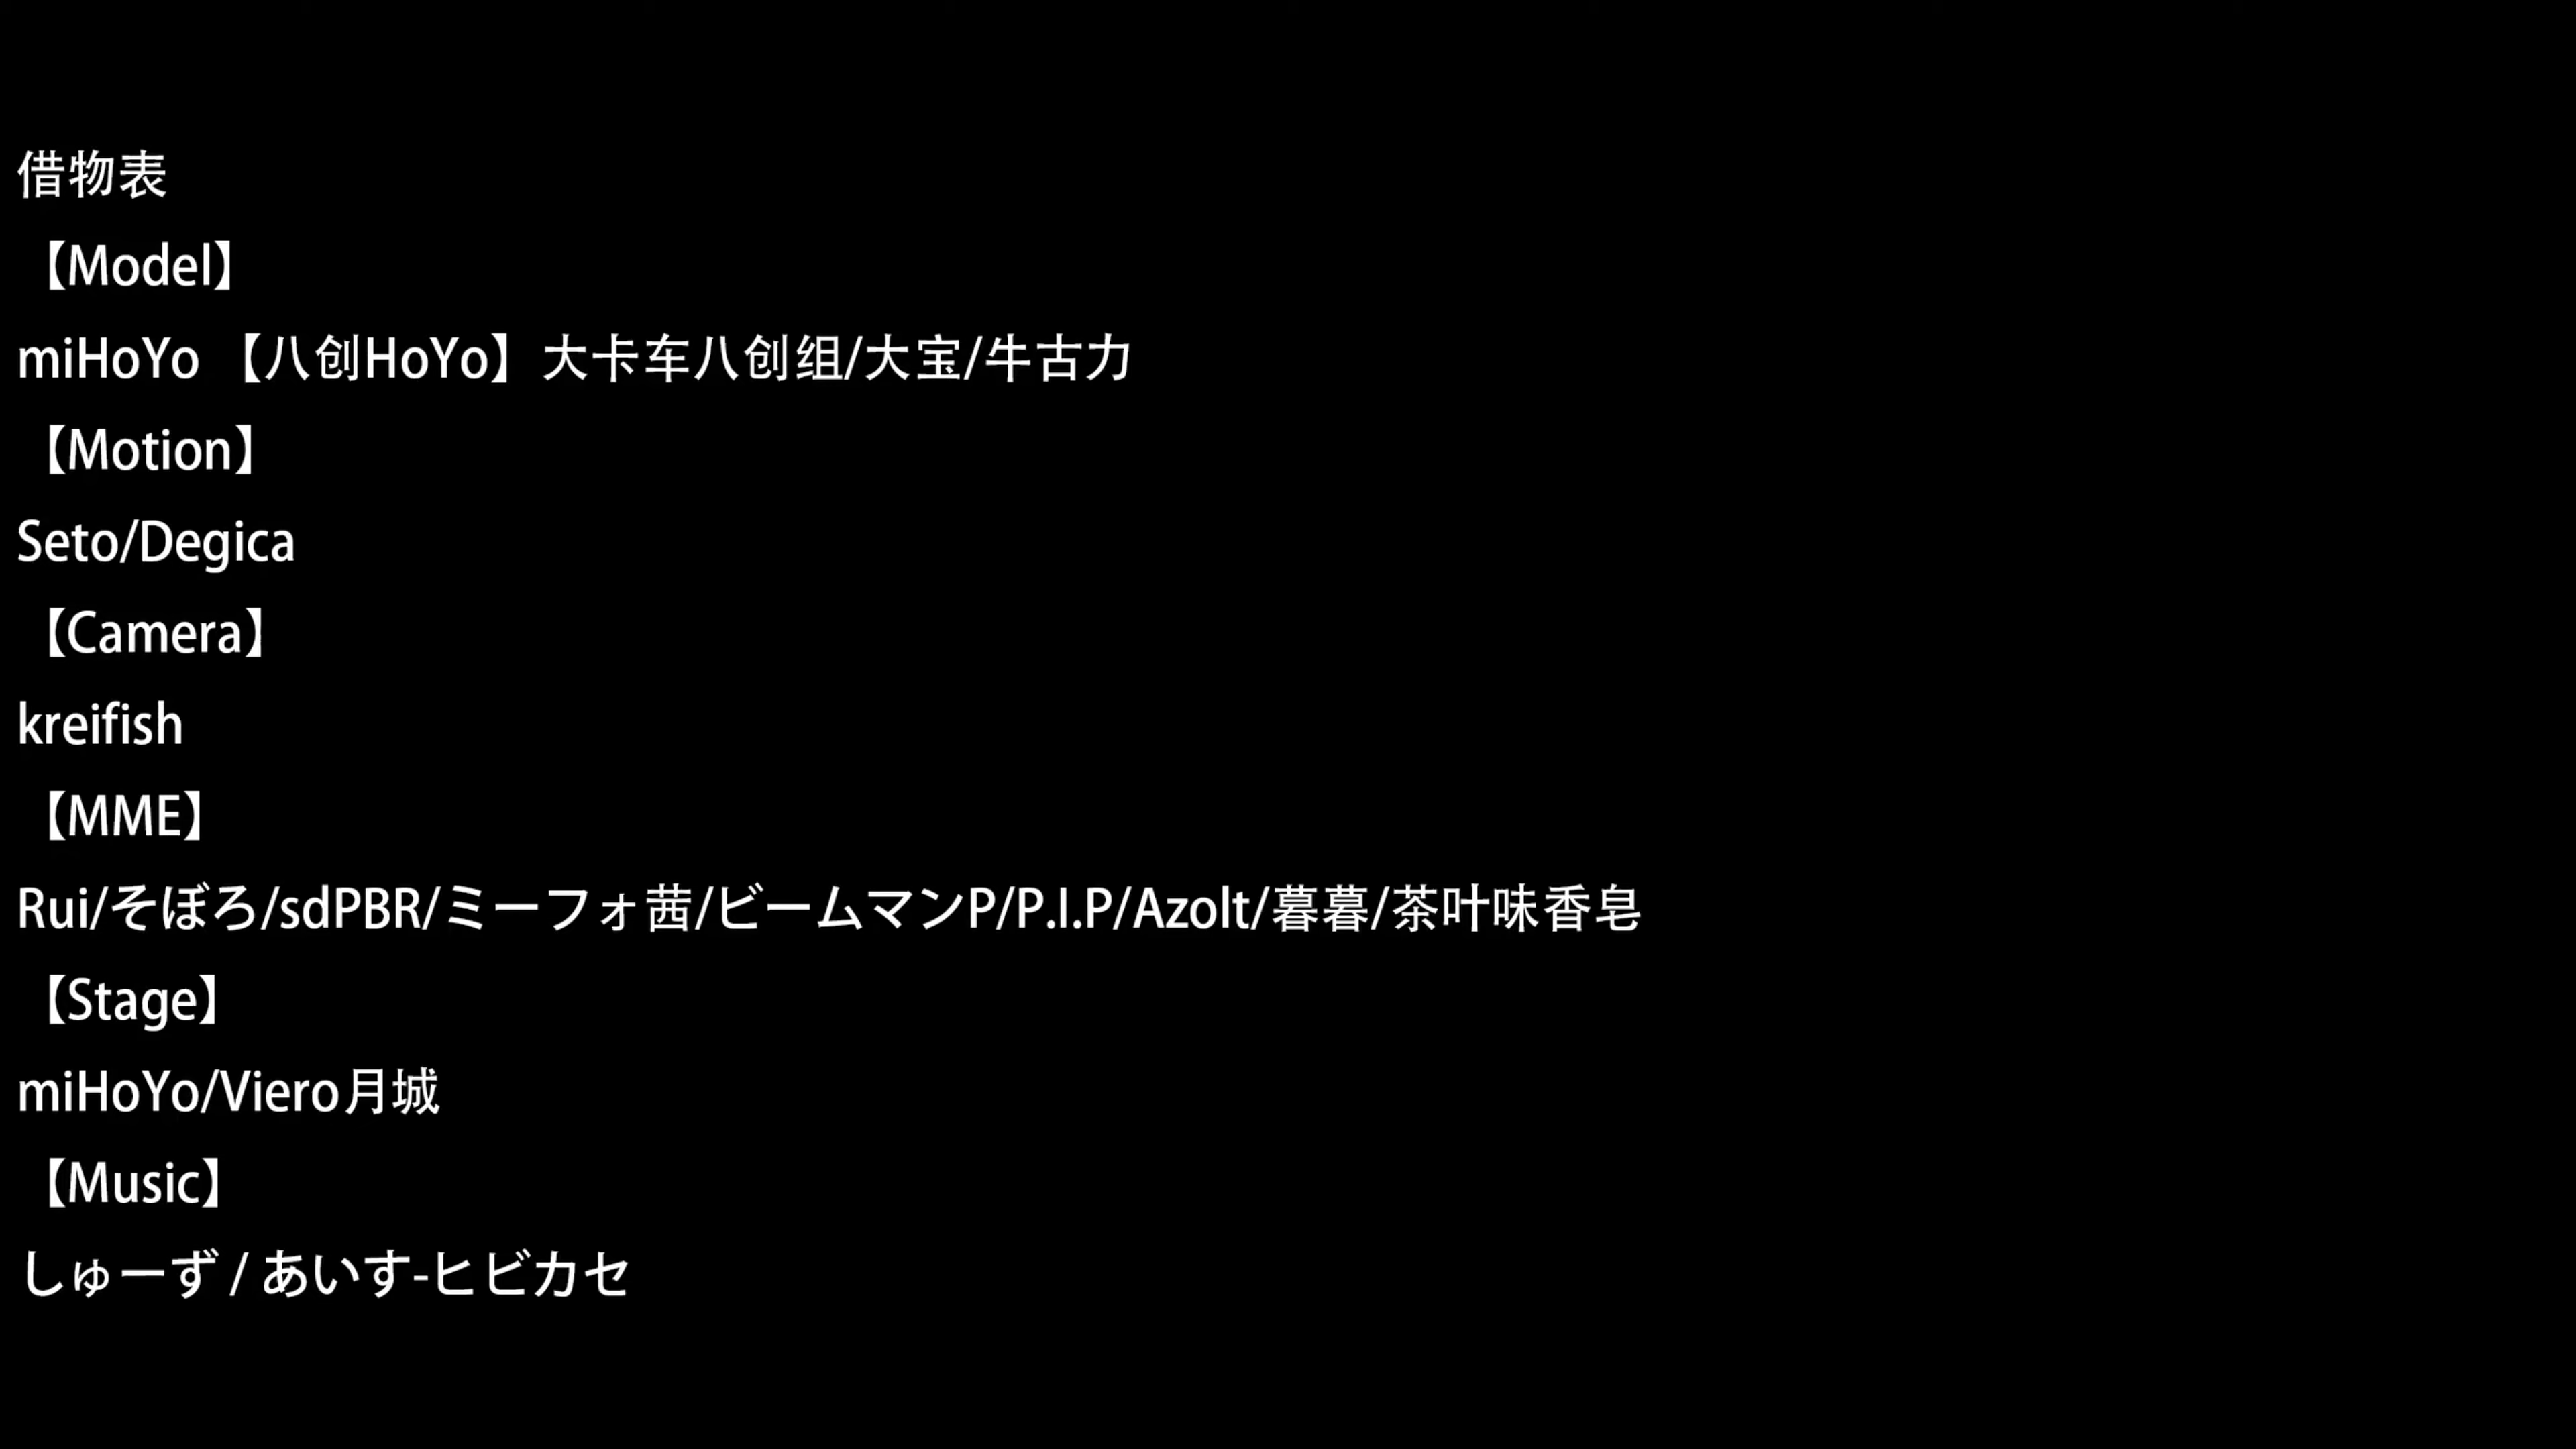 借物表
【Model】
miHoYo 【八创HoYo】大卡车八创组/大宝/牛古力
【Motion】
Seto/Degica
【Camera】
kreifish
【MME】
Rui/そぼろ/sdPBR/ミーフォ茜/ビームマンP/P.I.P/Azolt/暮暮/茶叶味香皂
【Stage】
miHoYo/Viero月城
【Music】
しゅーず / あいす-ヒビカセ